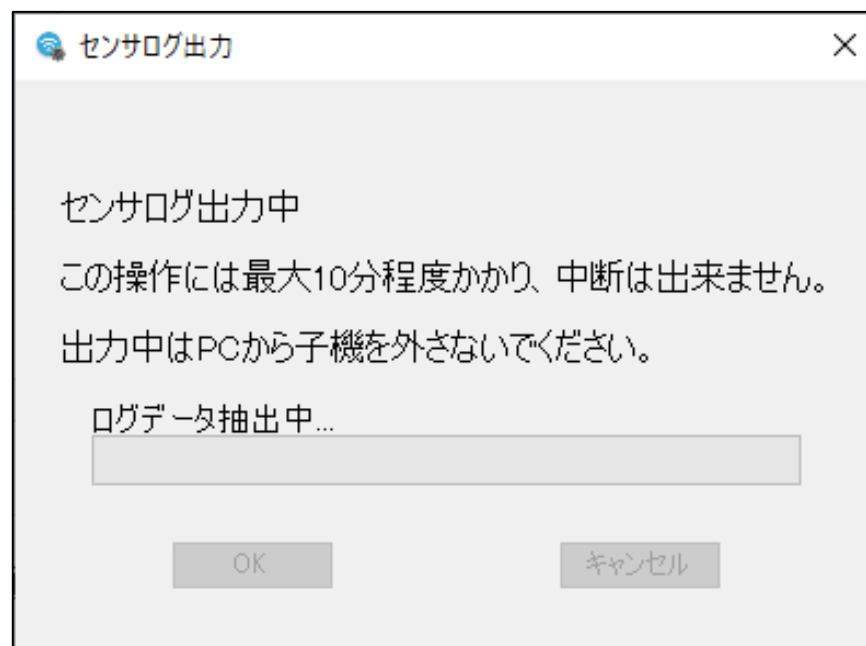 センサログ出力
センサログ出力中
この操作には最大10分程度かかり、中断は出来ません。
出力中はPCから子機を外さないでください。
ログデータ抽出中...
OK
キャンセル